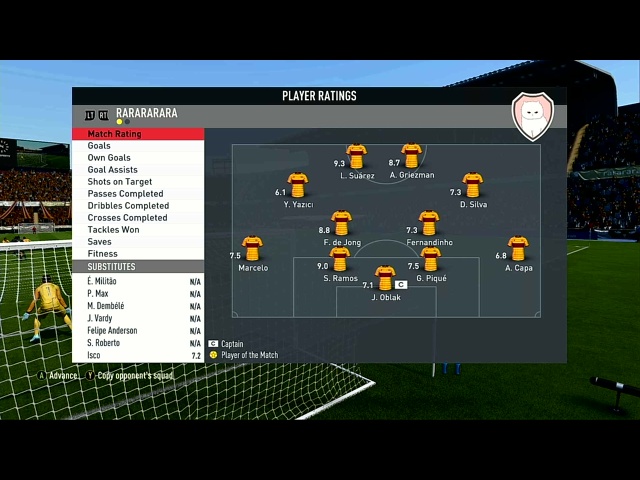 PLAYER RATINGS
LT RT RARARARARA
Match Rating
Goals
Own Goals
Goal Assists
Shots on Target
Passes Completed
Dribbles Completed
Crosses Completed
Tackles Won
Saves
Fitness
SUBSTITUTES
É. Militão N/A
P. Max N/A
M. Dembélé N/A
J. Vardy N/A
Felipe Anderson N/A
S. Roberto N/A
Isco 7.2
9.3 8.7
L. Suárez A. Griezman
6.1 7.3
Y. Yazıcı D. Silva
8.8 7.3
F. de Jong Fernandinho
7.5 6.8
Marcelo A. Capa
9.0 7.5
S. Ramos G. Piqué
7.1 C
J. Oblak
C Captain
Player of the Match
A Advance Y Copy opponent's squad